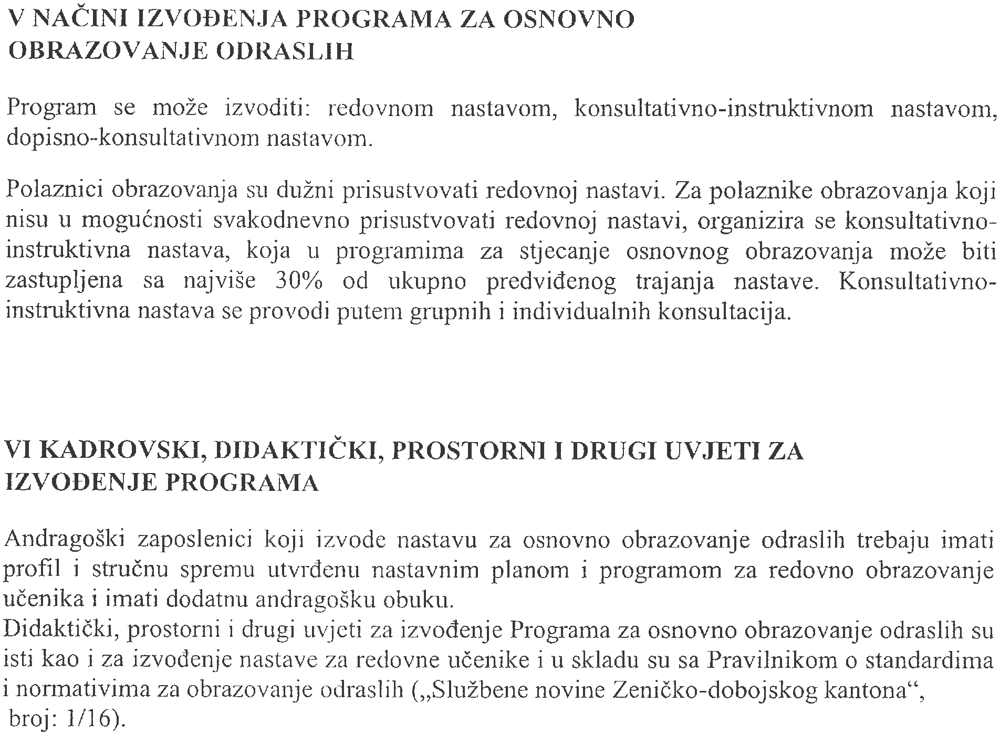 V NAČINI IZVOĐENJA PROGRAMA ZA OSNOVNO
OBRAZOVANJE ODRASLIH
Program se može izvoditi: redovnom nastavom, konsultativno-instruktivnom nastavom,
dopisno-konsultativnom nastavom.
Polaznici obrazovanja su dužni prisustvovati redovnoj nastavi. Za polaznike obrazovanja koji
nisu u mogućnosti svakodnevno prisustvovati redovnoj nastavi, organizira se konsultativno-
instruktivna nastava, koja u programima za stjecanje osnovnog obrazovanja može biti
zastupljena sa najviše 30% od ukupno predviđenog trajanja nastave. Konsultativno-
instruktivna nastava se provodi putem grupnih i individualnih konsultacija.
VI KADROVSKI, DIDAKTIČKI, PROSTORNI I DRUGI UVJETI ZA
IZVOĐENJE PROGRAMA
Andragoški zaposlenici koji izvode nastavu za osnovno obrazovanje odraslih trebaju imati
profil i stručnu spremu utvrđenu nastavnim planom i programom za redovno obrazovanje
učenika i imati dodatnu andragošku obuku.
Didaktički, prostorni i drugi uvjeti za izvođenje Programa za osnovno obrazovanje odraslih su
isti kao i za izvođenje nastave za redovne učenike i u skladu su sa Pravilnikom o standardima
i normativima za obrazovanje odraslih („Službene novine Zeničko-dobojskog kantona“,
broj: 1/16).